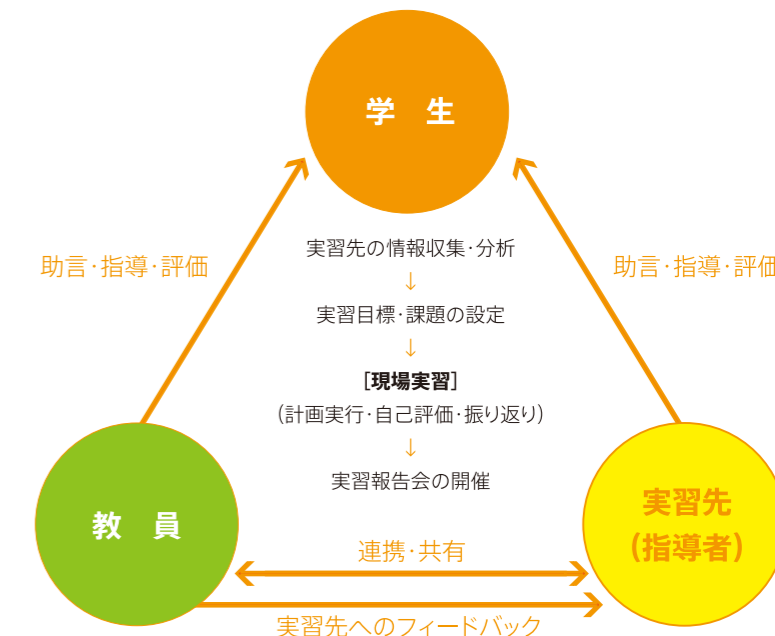 学　生
助言･指導･評価
助言･指導･評価
実習先の情報収集･分析
↓
実習目標･課題の設定
↓
[現場実習]
(計画実行･自己評価･振り返り)
↓
実習報告会の開催
教　員
実習先
(指導者)
連携･共有
実習先へのフィードバック